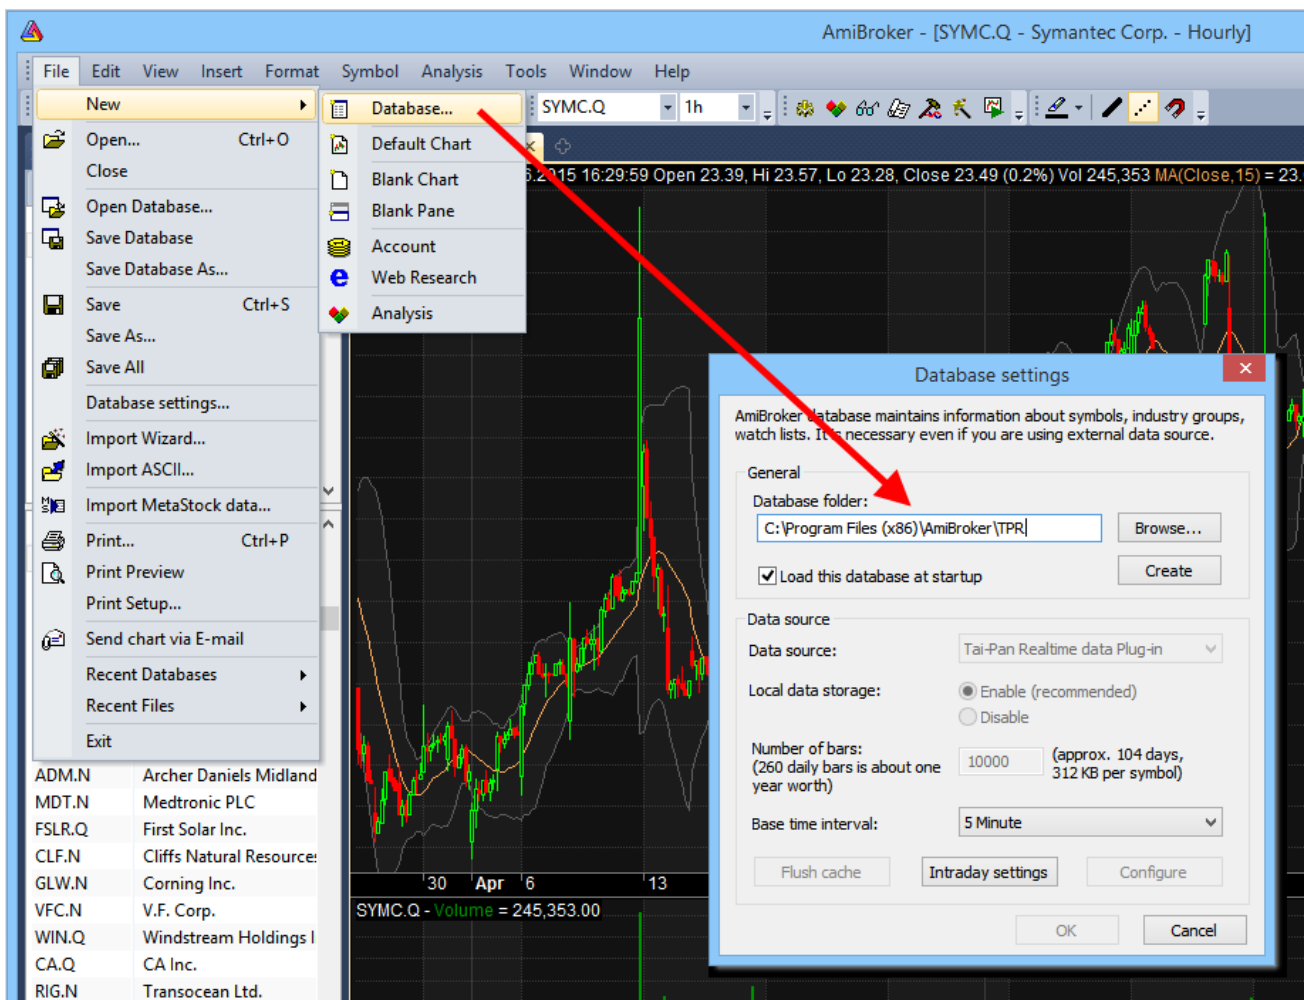 AmiBroker - [SYMC.Q - Symantec Corp. - Hourly]
File Edit View Insert Format Symbol Analysis Tools Window Help
New
Database...
SYMC.Q 1h
Open... Ctrl+O
Default Chart
Close
Blank Chart
Open Database...
Blank Pane
Save Database
Account
Save Database As...
Web Research
Save Ctrl+S
Analysis
Save As...
Save All
Database settings...
Import Wizard...
Import ASCII...
Import MetaStock data...
Print... Ctrl+P
Print Preview
Print Setup...
Send chart via E-mail
Recent Databases
Recent Files
Exit
2015 16:29:59 Open 23.39, Hi 23.57, Lo 23.28, Close 23.49 (0.2%) Vol 245,353 MA(Close,15) = 23.
Database settings
AmiBroker database maintains information about symbols, industry groups,
watch lists. It is necessary even if you are using external data source.
General
Database folder:
C:\Program Files (x86)\AmiBroker\TPR
Browse...
Load this database at startup
Create
Data source
Data source: Tai-Pan Realtime data Plug-in
Local data storage: Enable (recommended)
Disable
Number of bars:
(260 daily bars is about one
year worth)
10000
(approx. 104 days,
312 KB per symbol)
Base time interval: 5 Minute
Flush cache Intraday settings Configure
OK Cancel
ADM.N Archer Daniels Midland
MDT.N Medtronic PLC
FSLR.Q First Solar Inc.
CLF.N Cliffs Natural Resources
GLW.N Corning Inc.
VFC.N V.F. Corp.
WIN.Q Windstream Holdings I
CA.Q CA Inc.
RIG.N Transocean Ltd.
30 Apr 6 13
SYMC.Q - Volume = 245,353.00